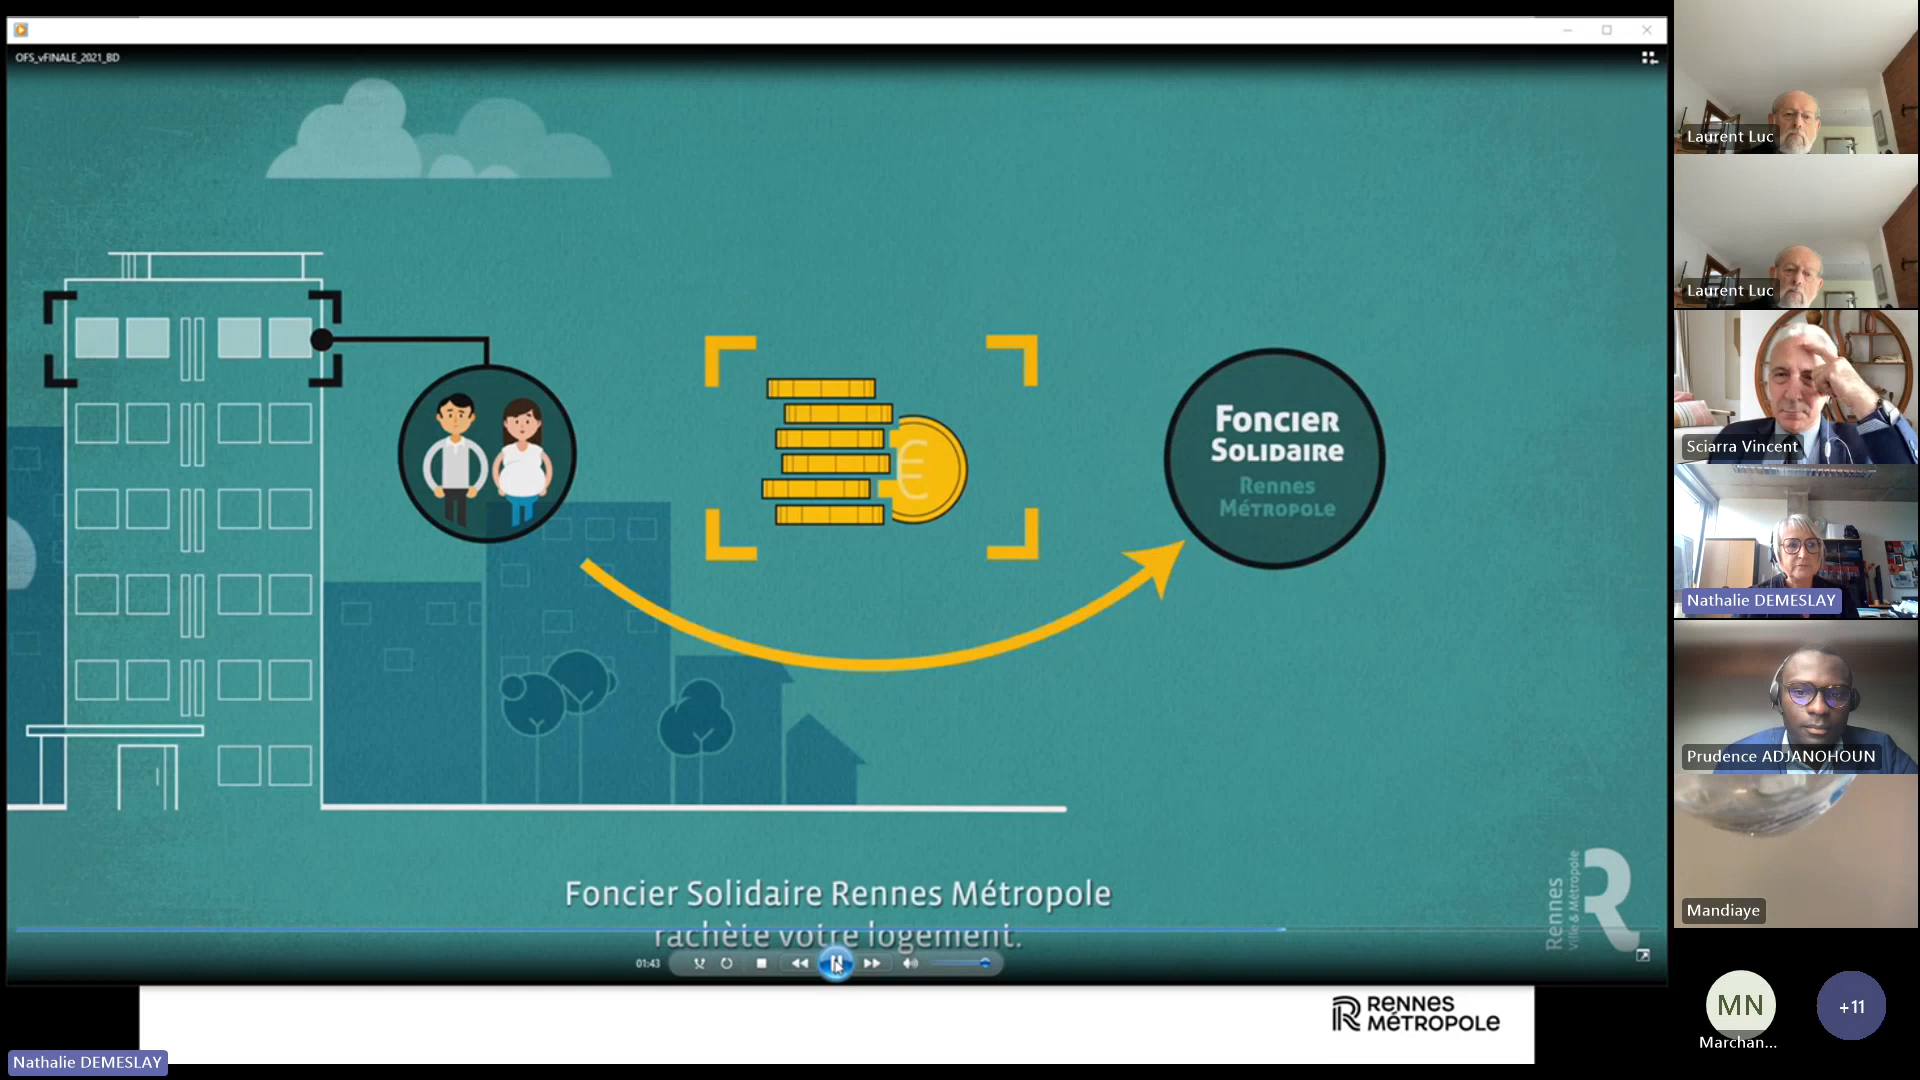 OFS_vFINALE_2021_BD
€
Foncier
Solidaire
Rennes
Métropole
Foncier Solidaire Rennes Métropole
rachète votre logement.
01:43
Rennes
Ville & Métropole
Rennes
Métropole
Nathalie DEMESLAY
Laurent Luc
Laurent Luc
Sciarra Vincent
Nathalie DEMESLAY
Prudence ADJANOHOUN
Mandiaye
MN
Marchan...
+11